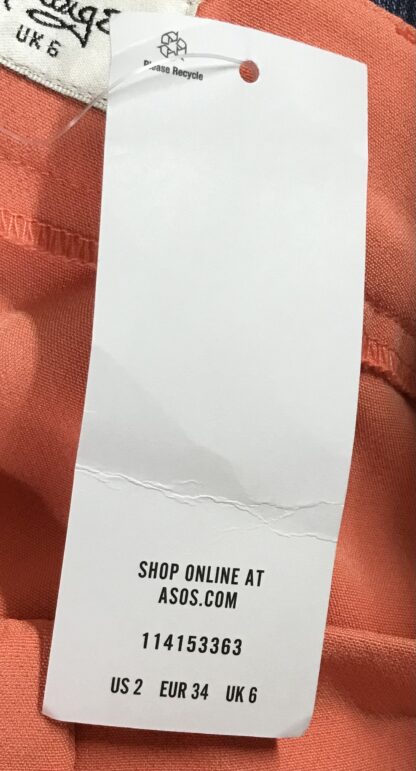 UK 6
Please Recycle
SHOP ONLINE AT
ASOS.COM
114153363
US 2 EUR 34 UK 6